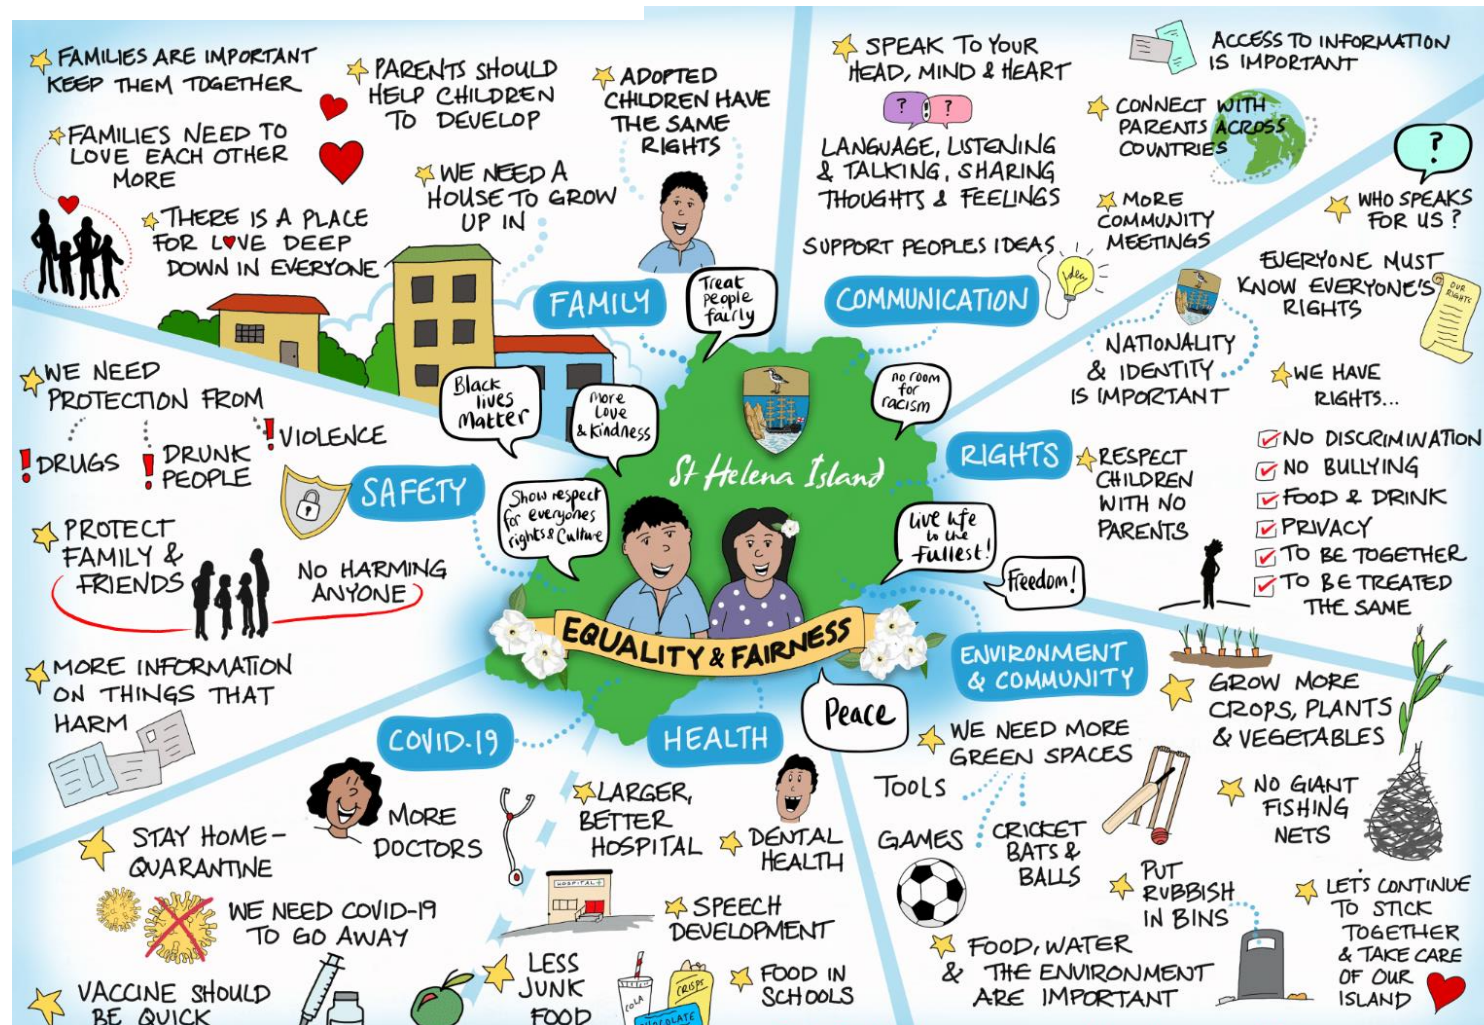 FAMILIES ARE IMPORTANT
KEEP THEM TOGETHER
PARENTS SHOULD
HELP CHILDREN
TO DEVELOP
ADOPTED
CHILDREN HAVE
THE SAME
RIGHTS
FAMILIES NEED TO
LOVE EACH OTHER
MORE
WE NEED A
HOUSE TO GROW
UP IN
THERE IS A PLACE
FOR LOVE DEEP
DOWN IN EVERYONE
FAMILY
SPEAK TO YOUR
HEAD, MIND & HEART
? ! ?
LANGUAGE, LISTENING
& TALKING, SHARING
THOUGHTS & FEELINGS
SUPPORT PEOPLES IDEAS
Idea
ACCESS TO INFORMATION
IS IMPORTANT
CONNECT WITH
PARENTS ACROSS
COUNTRIES
MORE
COMMUNITY
MEETINGS
COMMUNICATION
?
WHO SPEAKS
FOR US?
EVERYONE MUST
KNOW EVERYONE'S
RIGHTS
OUR
RIGHTS
NATIONALITY
& IDENTITY
IS IMPORTANT
WE HAVE
RIGHTS...
NO DISCRIMINATION
NO BULLYING
FOOD & DRINK
PRIVACY
TO BE TOGETHER
TO BE TREATED
THE SAME
RIGHTS
RESPECT
CHILDREN
WITH NO
PARENTS
Treat
People
fairly
Black
lives
Matter
More
Love
& Kindness
no room
for
racism
St Helena Island
Show respect
for everyones
rights & Culture
Live life
to the
fullest!
Freedom!
EQUALITY & FAIRNESS
Peace
WE NEED
PROTECTION FROM
! DRUGS
! DRUNK
PEOPLE
! VIOLENCE
SAFETY
PROTECT
FAMILY &
FRIENDS
NO HARMING
ANYONE
MORE INFORMATION
ON THINGS THAT
HARM
COVID-19
STAY HOME-
QUARANTINE
MORE
DOCTORS
WE NEED COVID-19
TO GO AWAY
VACCINE SHOULD
BE QUICK
HEALTH
LARGER,
BETTER
HOSPITAL
HOSPITAL
DENTAL
HEALTH
SPEECH
DEVELOPMENT
LESS
JUNK
FOOD
COLA
CRISPS
CHOCOLATE
FOOD IN
SCHOOLS
ENVIRONMENT
& COMMUNITY
WE NEED MORE
GREEN SPACES
TOOLS
GAMES
CRICKET
BATS &
BALLS
GROW MORE
CROPS, PLANTS
& VEGETABLES
NO GIANT
FISHING
NETS
PUT
RUBBISH
IN BINS
FOOD, WATER
& THE ENVIRONMENT
ARE IMPORTANT
LET'S CONTINUE
TO STICK
TOGETHER
& TAKE CARE
OF OUR
ISLAND